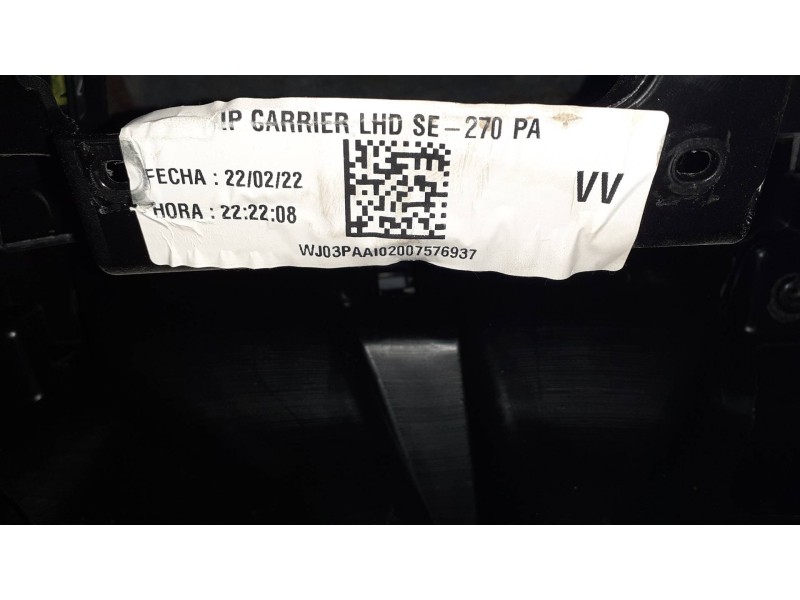 IP CARRIER LHD SE-270 PA
FECHA : 22/02/22
HORA : 22:22:08
VV
WJ03PAAI02007576937